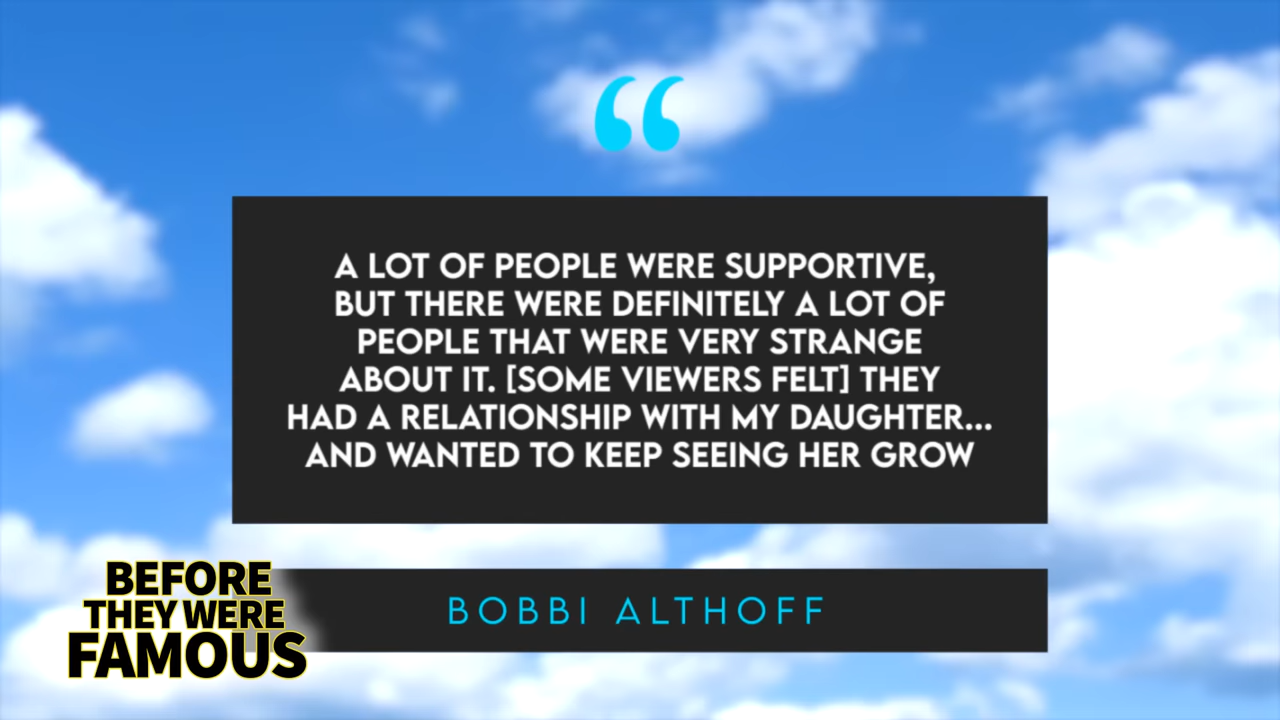 “
A LOT OF PEOPLE WERE SUPPORTIVE,
BUT THERE WERE DEFINITELY A LOT OF
PEOPLE THAT WERE VERY STRANGE
ABOUT IT. [SOME VIEWERS FELT] THEY
HAD A RELATIONSHIP WITH MY DAUGHTER...
AND WANTED TO KEEP SEEING HER GROW
BOBBI ALTHOFF
BEFORE
THEY WERE
FAMOUS